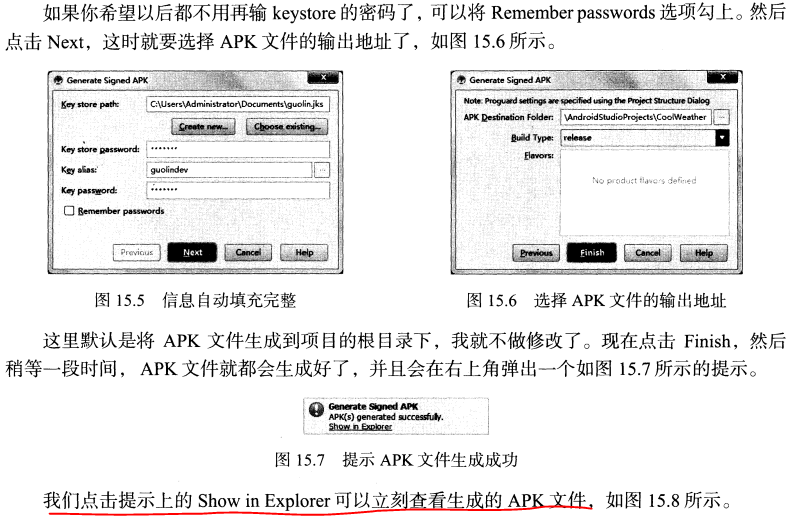 如果你希望以后都不用再输 keystore 的密码了，可以将 Remember passwords 选项勾上。然后
点击 Next，这时就要选择 APK 文件的输出地址了，如图 15.6 所示。
Generate Signed APK
Key store path: C:\Users\Administrator\Documents\guolin.jks
Create new... Choose existing...
Key store password: •••••••
Key alias: guolindev ...
Key password: •••••••
Remember passwords
Previous Next Cancel Help
Generate Signed APK
Note: Proguard settings are specified using the Project Structure Dialog
APK Destination Folder: \AndroidStudioProjects\CoolWeather ...
Build Type: release
Flavors:
No product flavors defined
Previous Finish Cancel Help
图 15.5 信息自动填充完整
图 15.6 选择 APK 文件的输出地址
这里默认是将 APK 文件生成到项目的根目录下，我就不做修改了。现在点击 Finish，然后
稍等一段时间， APK 文件就都会生成好了，并且会在右上角弹出一个如图 15.7 所示的提示。
Generate Signed APK
APK(s) generated successfully.
Show in Explorer
图 15.7 提示 APK 文件生成成功
我们点击提示上的 Show in Explorer 可以立刻查看生成的 APK 文件，如图 15.8 所示。